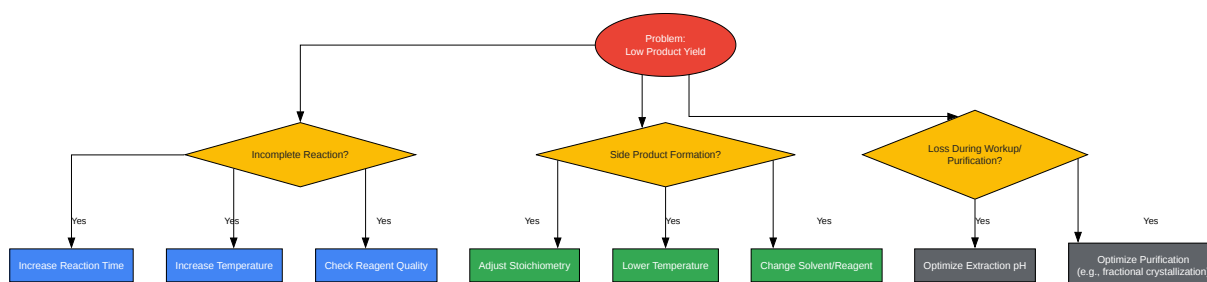 Problem:
Low Product Yield
Incomplete Reaction?
Side Product Formation?
Loss During Workup/
Purification?
Yes
Yes
Yes
Yes
Yes
Yes
Yes
Yes
Increase Reaction Time
Increase Temperature
Check Reagent Quality
Adjust Stoichiometry
Lower Temperature
Change Solvent/Reagent
Optimize Extraction pH
Optimize Purification
(e.g., fractional crystallization